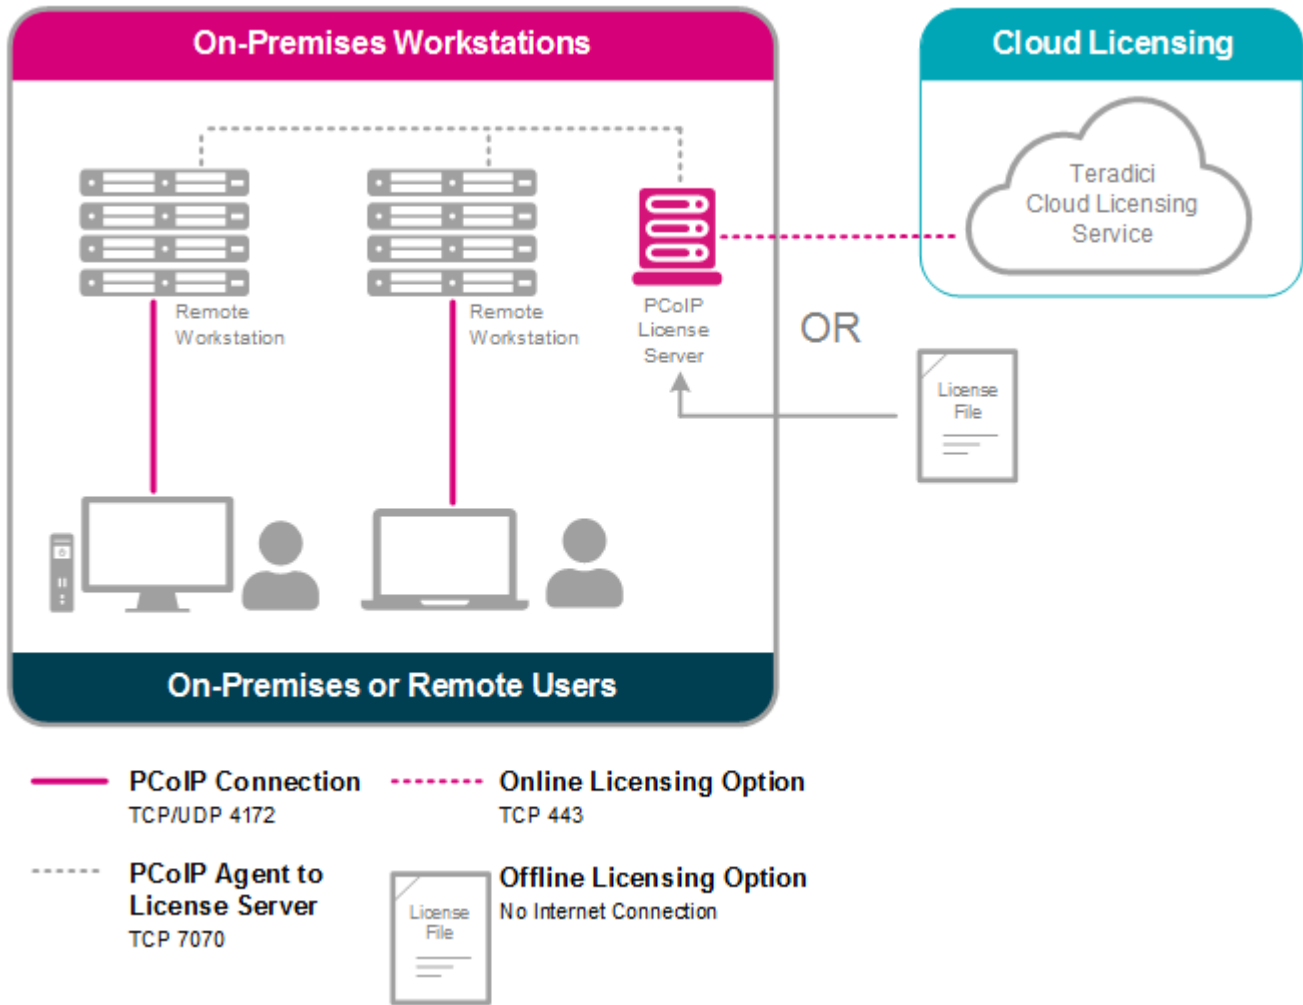 On-Premises Workstations
Cloud Licensing
Teradici
Cloud Licensing
Service
Remote
Workstation
Remote
Workstation
PCoIP
License
Server
OR
License
File
On-Premises or Remote Users
PCoIP Connection
TCP/UDP 4172
Online Licensing Option
TCP 443
PCoIP Agent to
License Server
TCP 7070
License
File
Offline Licensing Option
No Internet Connection